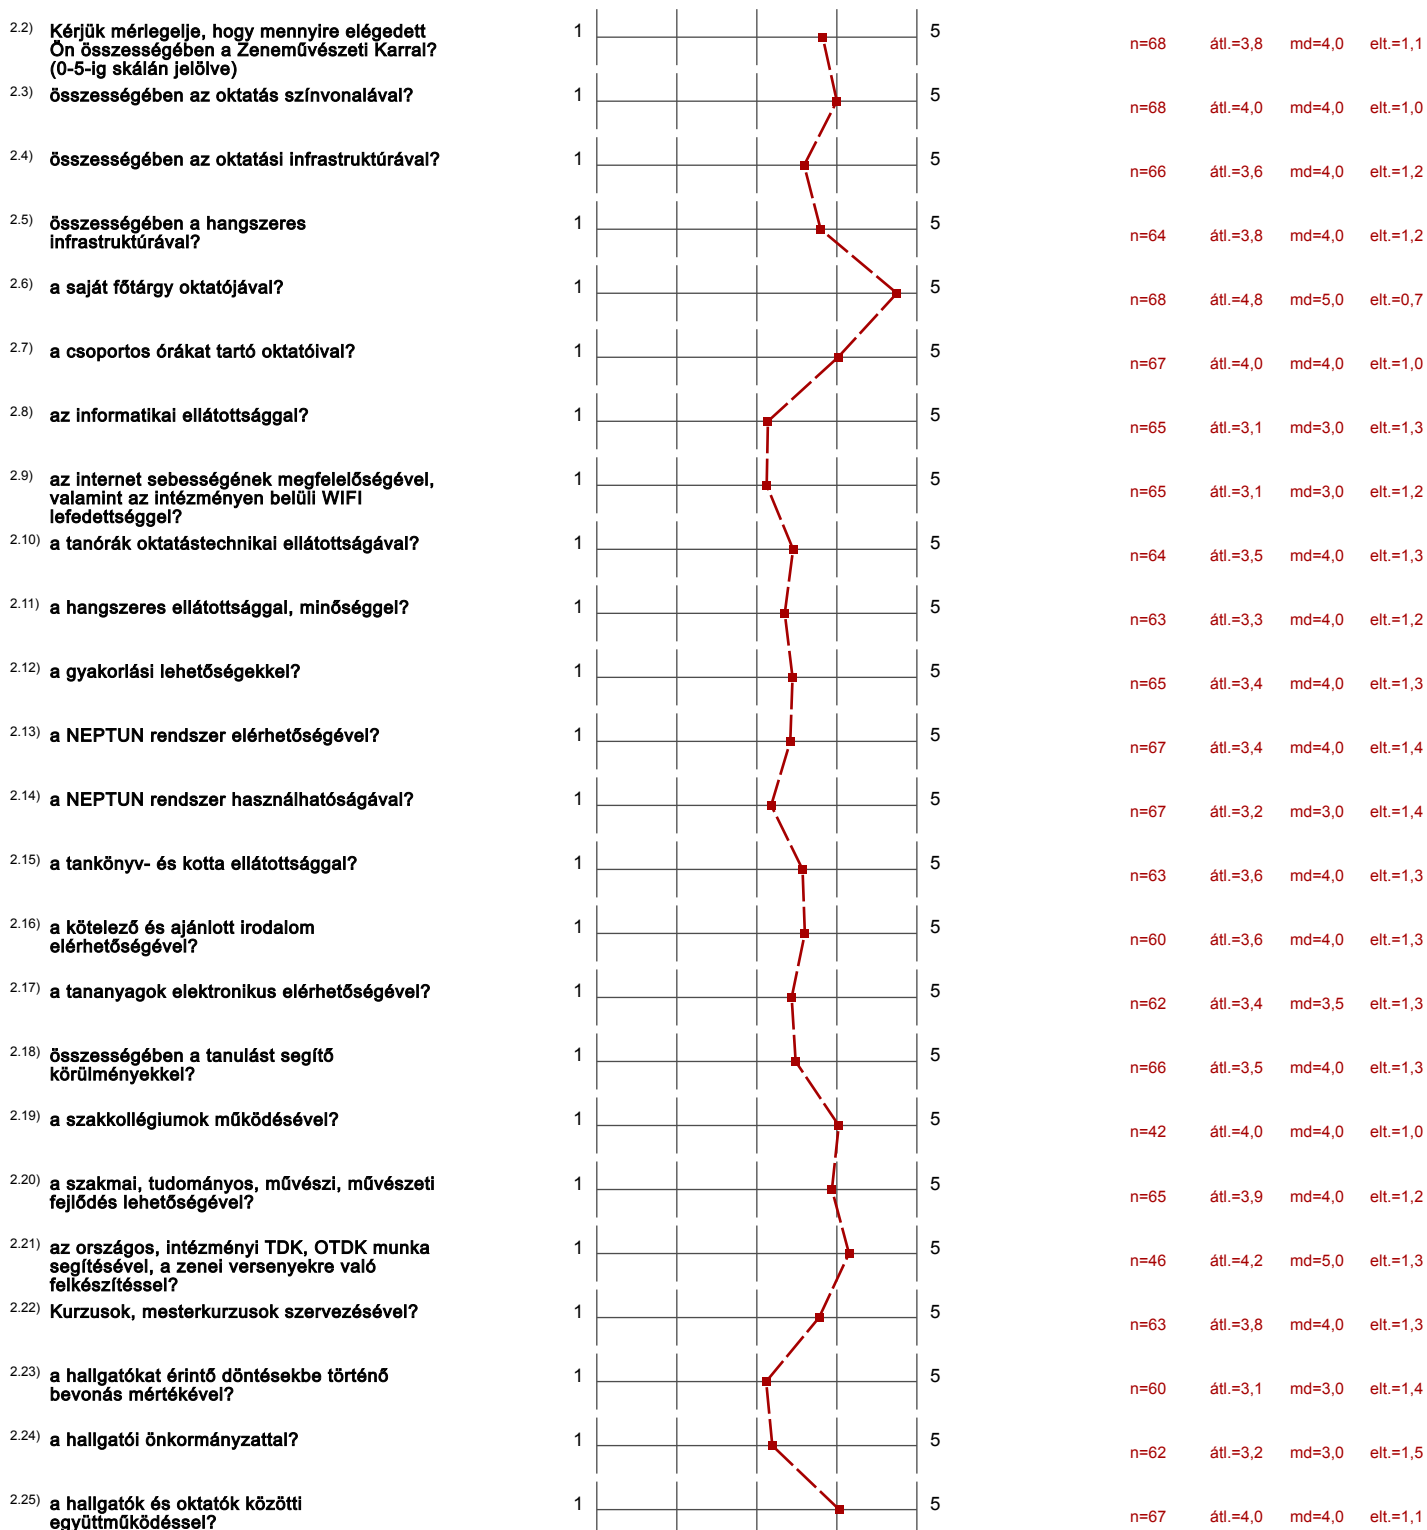 2.2) Kérjük mérlegelje, hogy mennyire elégedett
Ön összességében a Zeneművészeti Karral?
(0-5-ig skálán jelölve)
1 5 n=68 átl.=3,8 md=4,0 elt.=1,1
2.3) összességében az oktatás színvonalával?
1 5 n=68 átl.=4,0 md=4,0 elt.=1,0
2.4) összességében az oktatási infrastruktúrával?
1 5 n=66 átl.=3,6 md=4,0 elt.=1,2
2.5) összességében a hangszeres
infrastruktúrával?
1 5 n=64 átl.=3,8 md=4,0 elt.=1,2
2.6) a saját főtárgy oktatójával?
1 5 n=68 átl.=4,8 md=5,0 elt.=0,7
2.7) a csoportos órákat tartó oktatóival?
1 5 n=67 átl.=4,0 md=4,0 elt.=1,0
2.8) az informatikai ellátottsággal?
1 5 n=65 átl.=3,1 md=3,0 elt.=1,3
2.9) az internet sebességének megfelelőségével,
valamint az intézményen belüli WIFI
lefedettséggel?
1 5 n=65 átl.=3,1 md=3,0 elt.=1,2
2.10) a tanórák oktatástechnikai ellátottságával?
1 5 n=64 átl.=3,5 md=4,0 elt.=1,3
2.11) a hangszeres ellátottsággal, minőséggel?
1 5 n=63 átl.=3,3 md=4,0 elt.=1,2
2.12) a gyakorlási lehetőségekkel?
1 5 n=65 átl.=3,4 md=4,0 elt.=1,3
2.13) a NEPTUN rendszer elérhetőségével?
1 5 n=67 átl.=3,4 md=4,0 elt.=1,4
2.14) a NEPTUN rendszer használhatóságával?
1 5 n=67 átl.=3,2 md=3,0 elt.=1,4
2.15) a tankönyv- és kotta ellátottsággal?
1 5 n=63 átl.=3,6 md=4,0 elt.=1,3
2.16) a kötelező és ajánlott irodalom
elérhetőségével?
1 5 n=60 átl.=3,6 md=4,0 elt.=1,3
2.17) a tananyagok elektronikus elérhetőségével?
1 5 n=62 átl.=3,4 md=3,5 elt.=1,3
2.18) összességében a tanulást segítő
körülményekkel?
1 5 n=66 átl.=3,5 md=4,0 elt.=1,3
2.19) a szakkollégiumok működésével?
1 5 n=42 átl.=4,0 md=4,0 elt.=1,0
2.20) a szakmai, tudományos, művészi, művészeti
fejlődés lehetőségével?
1 5 n=65 átl.=3,9 md=4,0 elt.=1,2
2.21) az országos, intézményi TDK, OTDK munka
segítésével, a zenei versenyekre való
felkészítéssel?
1 5 n=46 átl.=4,2 md=5,0 elt.=1,3
2.22) Kurzusok, mesterkurzusok szervezésével?
1 5 n=63 átl.=3,8 md=4,0 elt.=1,3
2.23) a hallgatókat érintő döntésekbe történő
bevonás mértékével?
1 5 n=60 átl.=3,1 md=3,0 elt.=1,4
2.24) a hallgatói önkormányzattal?
1 5 n=62 átl.=3,2 md=3,0 elt.=1,5
2.25) a hallgatók és oktatók közötti
együttműködéssel?
1 5 n=67 átl.=4,0 md=4,0 elt.=1,1